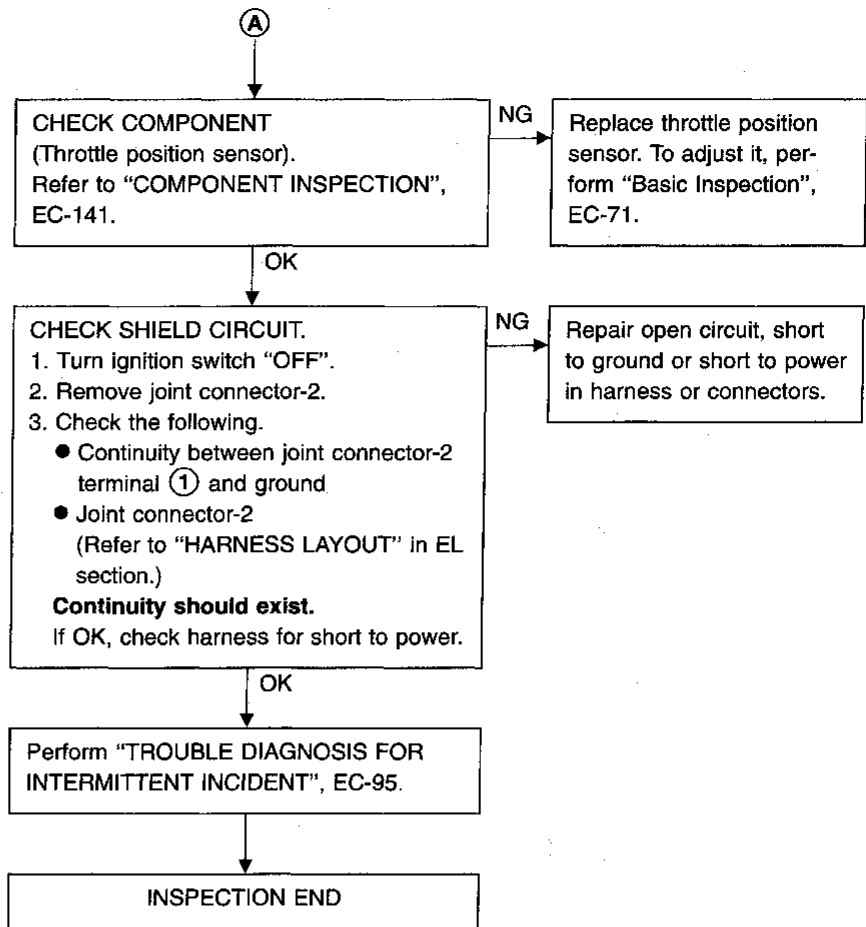 A
CHECK COMPONENT
(Throttle position sensor).
Refer to “COMPONENT INSPECTION”,
EC-141.
NG
Replace throttle position
sensor. To adjust it, per-
form “Basic Inspection”,
EC-71.
OK
CHECK SHIELD CIRCUIT.
1. Turn ignition switch “OFF”.
2. Remove joint connector-2.
3. Check the following.
● Continuity between joint connector-2
terminal ① and ground
● Joint connector-2
(Refer to “HARNESS LAYOUT” in EL
section.)
Continuity should exist.
If OK, check harness for short to power.
NG
Repair open circuit, short
to ground or short to power
in harness or connectors.
OK
Perform “TROUBLE DIAGNOSIS FOR
INTERMITTENT INCIDENT”, EC-95.
INSPECTION END